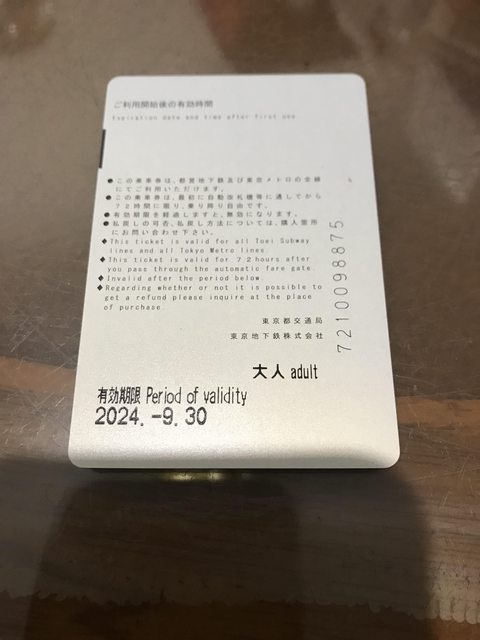 ご利用開始後の有効時間
Expiration date and time after first one.
●この乗車券は、都営地下鉄及び東京メトロの全線
にてご利用いただけます。
●この乗車券は、最初に自動改札機等に通してから
72時間に限り、乗り降り自由です。
●有効期限を経過しますと、無効になります。
●払戻しの可否、払戻し方法については、購入箇所
にお問い合わせ下さい。
◆This ticket is valid for all Toei Subway
lines and all Tokyo Metro lines.
◆This ticket is valid for 72hours after
you pass through the automatic fare gate.
◆Invalid after the period below.
◆Regarding whether or not it is possible to
get a refund please inquire at the place
of purchase.
東京都交通局
東京地下鉄株式会社
7210098875
大人 adult
有効期限 Period of validity
2024.-9.30